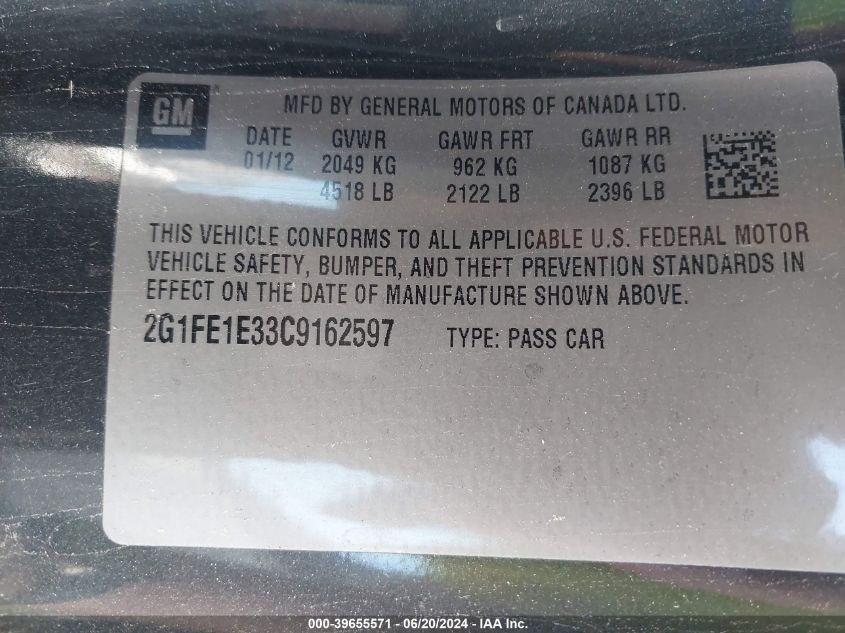 GM
MFD BY GENERAL MOTORS OF CANADA LTD.
DATE GVWR GAWR FRT GAWR RR
01/12 2049 KG 962 KG 1087 KG
4518 LB 2122 LB 2396 LB
THIS VEHICLE CONFORMS TO ALL APPLICABLE U.S. FEDERAL MOTOR
VEHICLE SAFETY, BUMPER, AND THEFT PREVENTION STANDARDS IN
EFFECT ON THE DATE OF MANUFACTURE SHOWN ABOVE.
2G1FE1E33C9162597 TYPE: PASS CAR
000-39655571 - 06/20/2024 - IAA Inc.